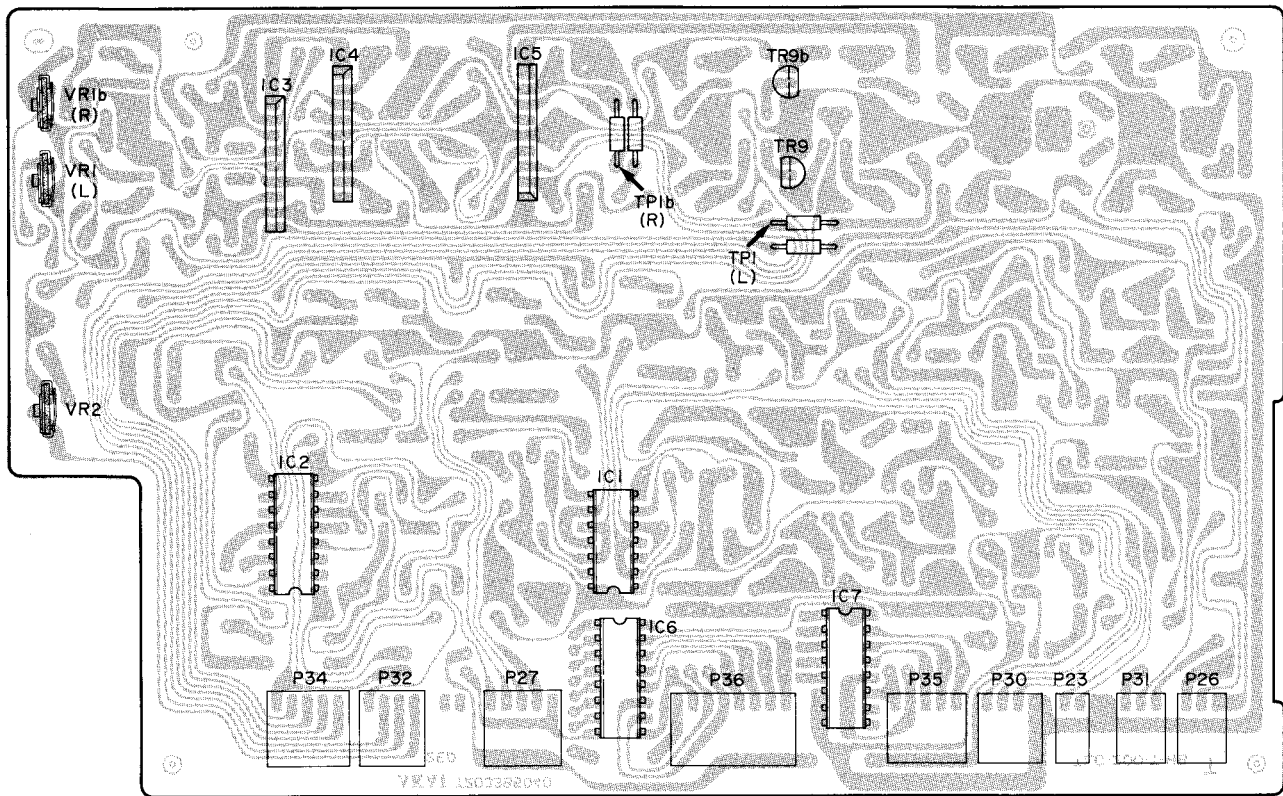 IC4
IC5
TR9b
IC3
VR1b
(R)
VR1
(L)
TR9
TP1b
(R)
TP1
(L)
VR2
IC2
IC1
IC7
IC6
P34
P32
P27
P36
P35
P30
P23
P31
P26